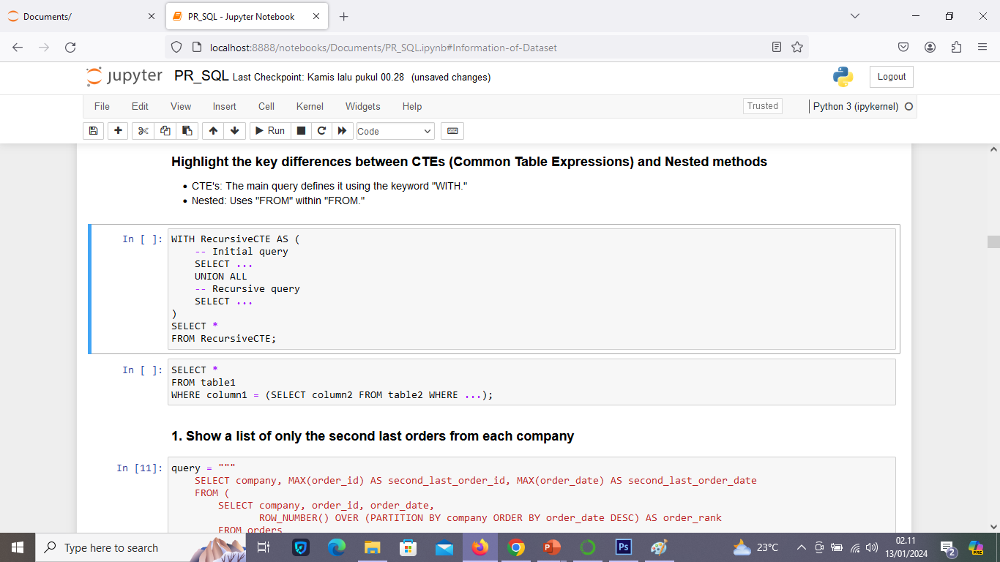 Documents/
PR_SQL - Jupyter Notebook
localhost:8888/notebooks/Documents/PR_SQL.ipynb#Information-of-Dataset
jupyter PR_SQL Last Checkpoint: Kamis lalu pukul 00.28 (unsaved changes)
Logout
File Edit View Insert Cell Kernel Widgets Help
Trusted
Python 3 (ipykernel)
Run
Code
Highlight the key differences between CTEs (Common Table Expressions) and Nested methods
• CTE's: The main query defines it using the keyword "WITH."
• Nested: Uses "FROM" within "FROM."
In [ ]: WITH RecursiveCTE AS (
-- Initial query
SELECT ...
UNION ALL
-- Recursive query
SELECT ...
)
SELECT *
FROM RecursiveCTE;
In [ ]: SELECT *
FROM table1
WHERE column1 = (SELECT column2 FROM table2 WHERE ...);
1. Show a list of only the second last orders from each company
In [11]: query = """
SELECT company, MAX(order_id) AS second_last_order_id, MAX(order_date) AS second_last_order_date
FROM (
SELECT company, order_id, order_date,
ROW_NUMBER() OVER (PARTITION BY company ORDER BY order_date DESC) AS order_rank
FROM orders
Type here to search
Ps
23°C
02.11
13/01/2024
2
PRE